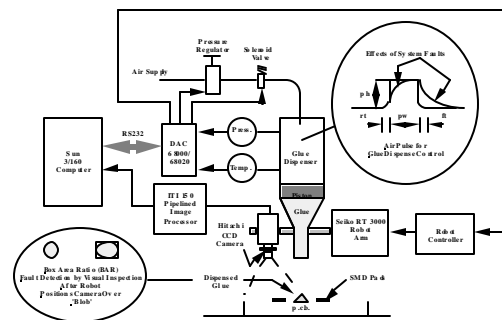 Pressure
Regulator
Solenoid
Valve
Air Supply
Effects of System Faults
ph
rt
pw
ft
Air Pulse for
Glue Dispense Control
RS232
Sun
3/160
Computer
DAC
68000/
68020
Press.
Temp.
Glue
Dispenser
Piston
Glue
ITI 150
Pipelined
Image
Processor
Hitachi
CCD
Camera
Seiko RT 3000
Robot
Arm
Robot
Controller
Box Area Ratio (BAR)
Fault Detection by Visual Inspection
After Robot
Positions Camera Over
"Blob"
Dispensed
Glue
SMD Pads
p.c.b.